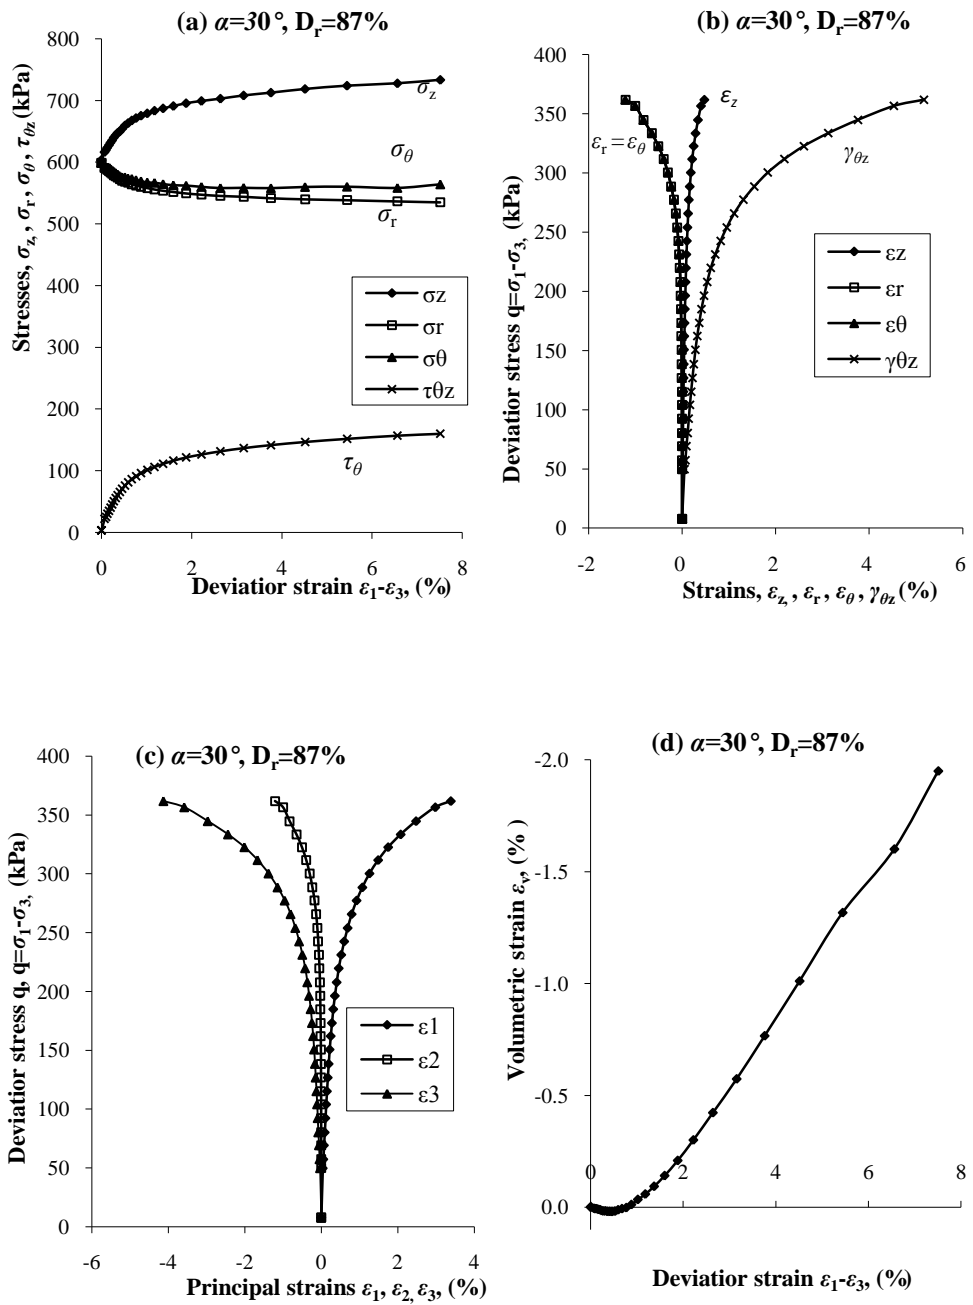 (a) α=30°, Dr=87%
800
700
600
500
400
300
200
100
0
0
2
4
6
8
Stresses, σz, σr, σθ, τθz (kPa)
Deviatior strain ε1-ε3, (%)
σz
σθ
σr
τθ
σz
σr
σθ
τθz
(b) α=30°, Dr=87%
400
350
300
250
200
150
100
50
0
-2
0
2
4
6
Deviatior stress q=σ1-σ3, (kPa)
Strains, εz, εr, εθ, γθz (%)
εz
εr = εθ
γθz
εz
εr
εθ
γθz
(c) α=30°, Dr=87%
400
350
300
250
200
150
100
50
0
-6
-4
-2
0
2
4
Deviatior stress q, q=σ1-σ3, (kPa)
Principal strains ε1, ε2, ε3, (%)
ε1
ε2
ε3
(d) α=30°, Dr=87%
-2.0
-1.5
-1.0
-0.5
0.0
0
2
4
6
8
Volumetric strain εv, (%)
Deviatior strain ε1-ε3, (%)